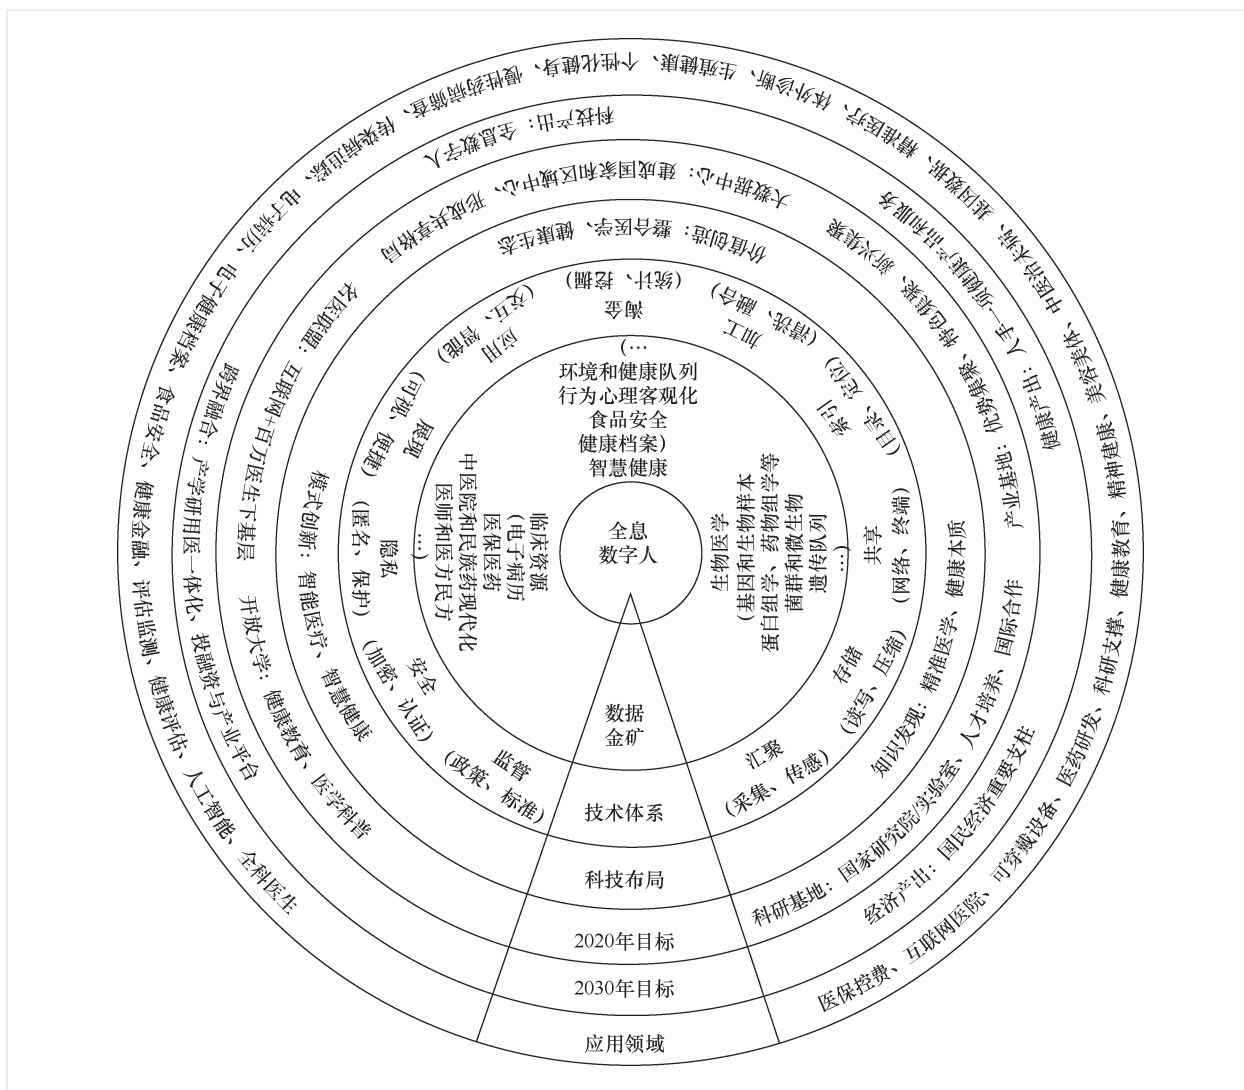 全息
数字人
数据
金矿
生物医学
(基因和生物样本
蛋白组学、药物组学等
菌群和微生物
遗传队列
…)
智慧健康
(…
环境和健康队列
行为心理客观化
食品安全
健康档案)
临床资源
(电子病历
医保医药
中医院和民族药现代化
医师和医方民方
…)
技术体系
汇聚
(采集、传感)
存储
(读写、压缩)
共享
(网络、终端)
索引
(目录、定位)
加工
(清洗、融合)
淘金
(统计、挖掘)
应用
(交互、智能)
展现
(可视、便捷)
隐私
(匿名、保护)
安全
(加密、认证)
监管
(政策、标准)
科技布局
知识发现：精准医学、健康本质
价值创造：整合医学、健康生态
模式创新：智能医疗、智慧健康
2020年目标
科研基地：国家研究院/实验室、人才培养、国际合作
产业基地：优势集聚、特色集聚、新兴集聚
大数据中心：建成国家和区域中心、形成共享格局
名医联盟：互联网+百万医生下基层
开放大学：健康教育、医学科普
2030年目标
经济产出：国民经济重要支柱
健康产出：人手一项健康产品和服务
科技产出：全息数字人
跨界融合：产学研用医一体化、投融资与产业平台
应用领域
医保控费、互联网医院、可穿戴设备、医药研发、科研支撑、健康教育、精神健康、美容美体、中医治未病、基因数据、精准医疗、体外诊断、生殖健康、个性化健身、慢性药病筛查、传染病追踪、电子病历、电子健康档案、食品安全、健康金融、评估监测、健康评估、人工智能、全科医生